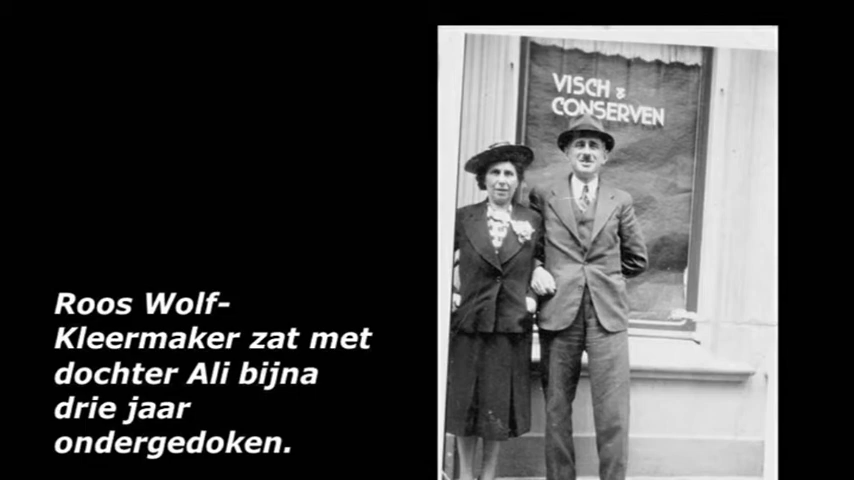 VISCH &
CONSERVEN
Roos Wolf-
Kleermaker zat met
dochter Ali bijna
drie jaar
ondergedoken.